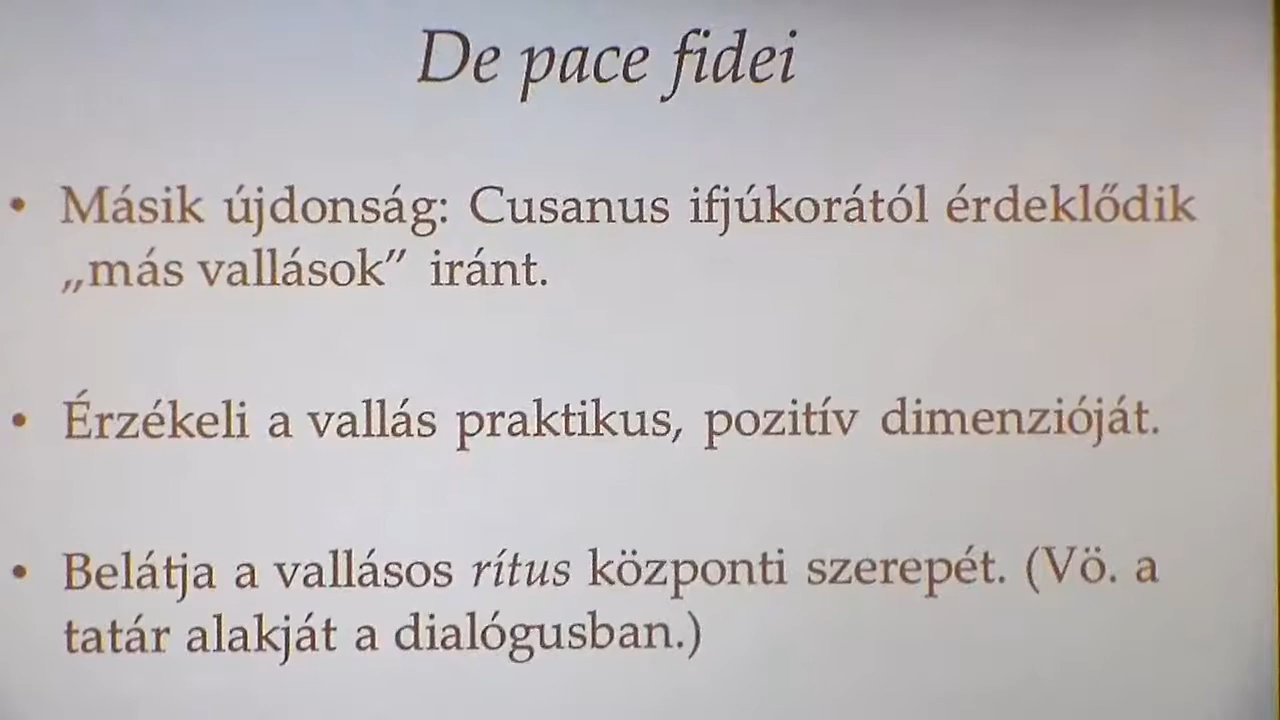 De pace fidei
• Másik újdonság: Cusanus ifjúkorától érdeklődik
„más vallások” iránt.
• Érzékeli a vallás praktikus, pozitív dimenzióját.
• Belátja a vallásos rítus központi szerepét. (Vö. a
tatár alakját a dialógusban.)